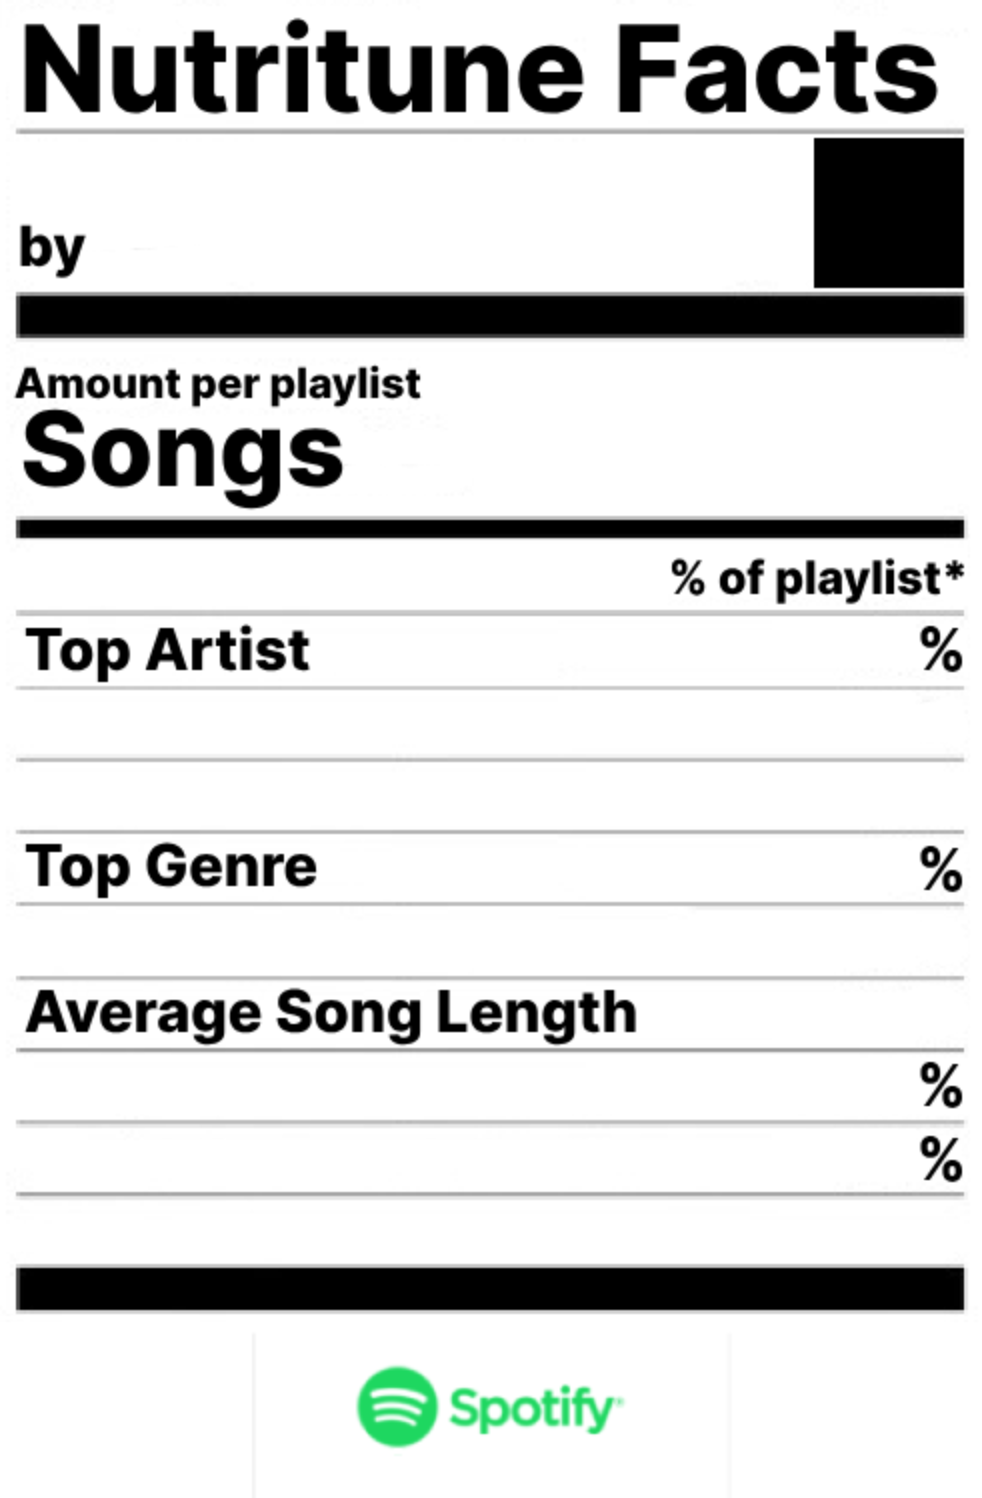 Nutritune Facts
by
Amount per playlist
Songs
% of playlist*
Top Artist %
Top Genre %
Average Song Length
%
%
Spotify